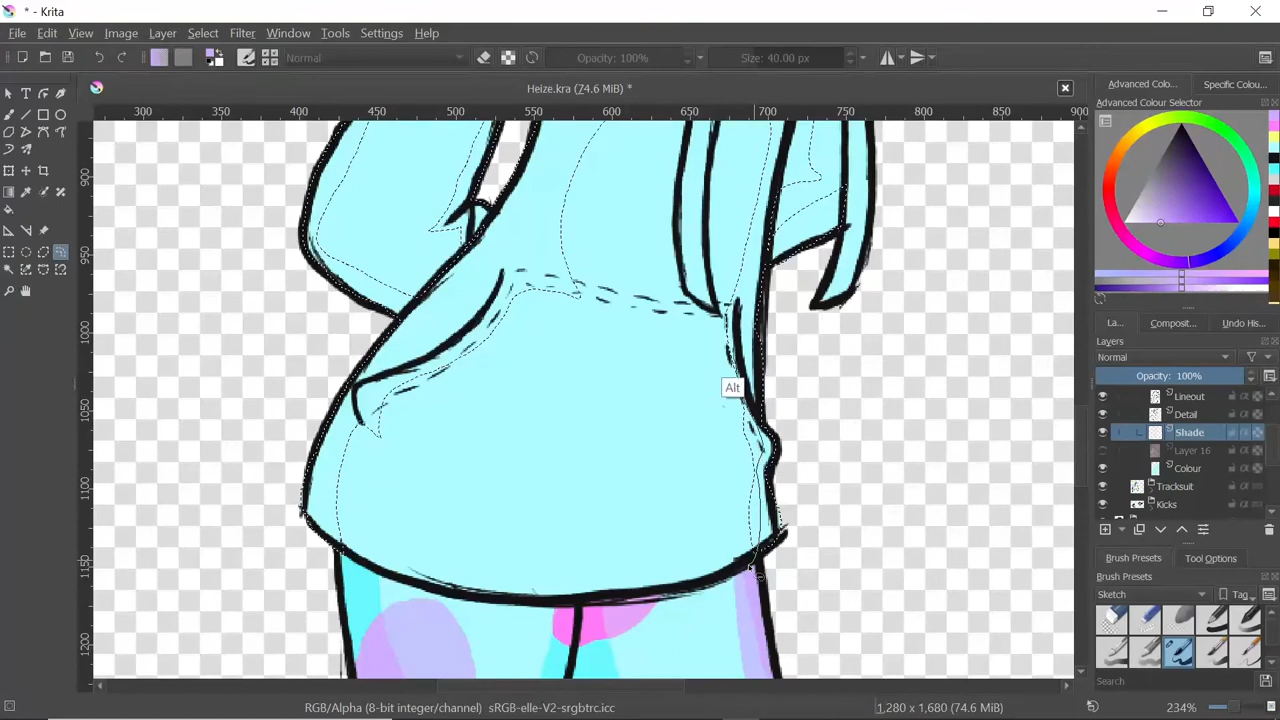 * - Krita
File Edit View Image Layer Select Filter Window Tools Settings Help
Normal Opacity: 100% Size: 40.00 px
Heize.kra (74.6 MiB) *
Advanced Colo... Specific Colou...
Advanced Colour Selector
300 350 400 450 500 550 600 650 700 750 800 850 900
900
950
1000
1050
1100
1150
1200
Alt
La... Composit... Undo His...
Layers
Normal
Opacity: 100%
Lineout
Detail
Shade
Layer 16
Colour
Tracksuit
Kicks
Brush Presets Tool Options
Brush Presets
Sketch Tag
Search
RGB/Alpha (8-bit integer/channel) sRGB-elle-V2-srgbtrc.icc 1,280 x 1,680 (74.6 MiB) 234%